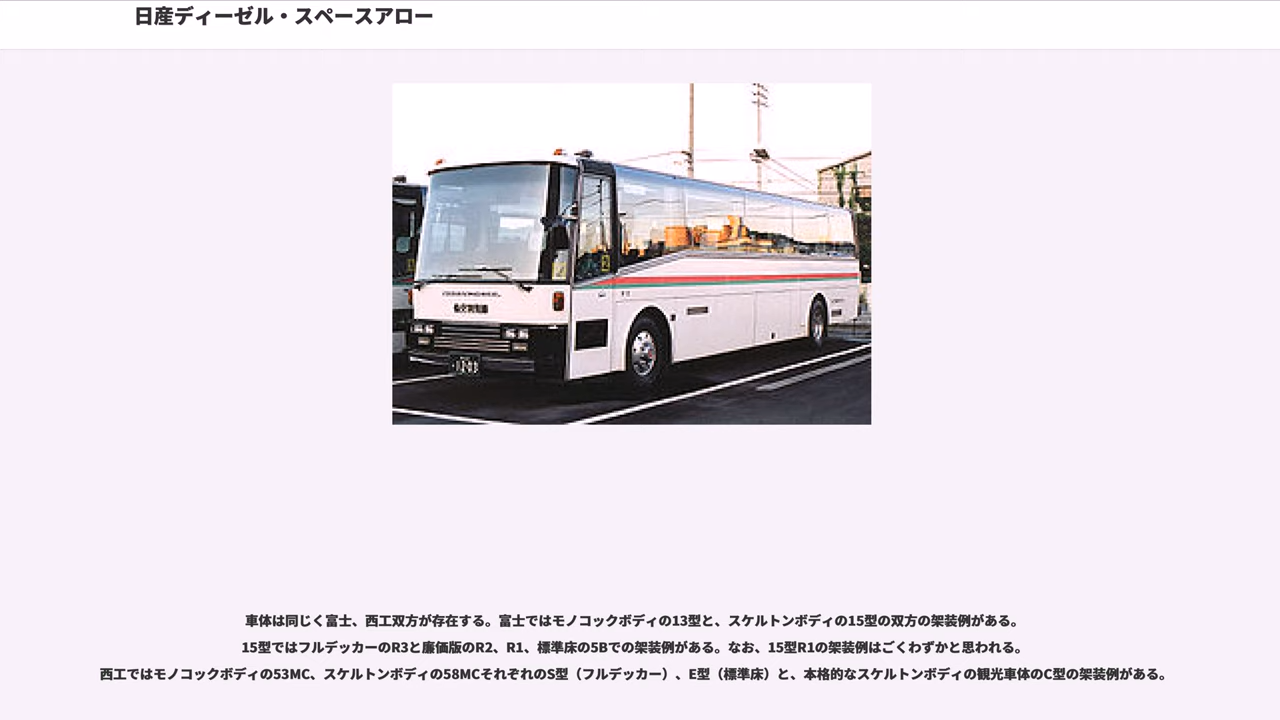 日産ディーゼル・スペースアロー
車体は同じく富士、西工双方が存在する。富士ではモノコックボディの13型と、スケルトンボディの15型の双方の架装例がある。
15型ではフルデッカーのR3と廉価版のR2、R1、標準床の5Bでの架装例がある。なお、15型R1の架装例はごくわずかと思われる。
西工ではモノコックボディの53MC、スケルトンボディの58MCそれぞれのS型（フルデッカー）、E型（標準床）と、本格的なスケルトンボディの観光車体のC型の架装例がある。